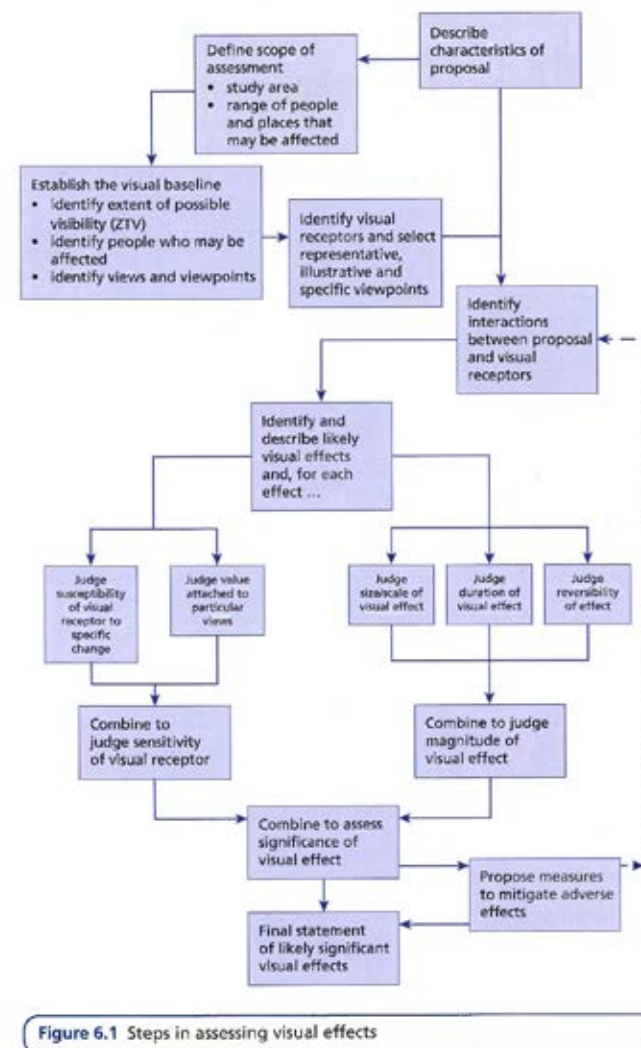 Describe
characteristics of
proposal
Define scope of
assessment
• study area
• range of people
and places that
may be affected
Establish the visual baseline
• identify extent of possible
visibility (ZTV)
• identify people who may be
affected
• identify views and viewpoints
Identify visual
receptors and select
representative,
illustrative and
specific viewpoints
Identify
interactions
between proposal
and visual
receptors
Identify and
describe likely
visual effects
and, for each
effect ...
Judge
susceptibility
of visual
receptor to
specific
change
Judge value
attached to
particular
views
Judge
size/scale of
visual effect
Judge
duration of
visual effect
Judge
reversibility
of effect
Combine to
judge sensitivity
of visual receptor
Combine to judge
magnitude of
visual effect
Combine to assess
significance of
visual effect
Propose measures
to mitigate adverse
effects
Final statement
of likely significant
visual effects
Figure 6.1 Steps in assessing visual effects